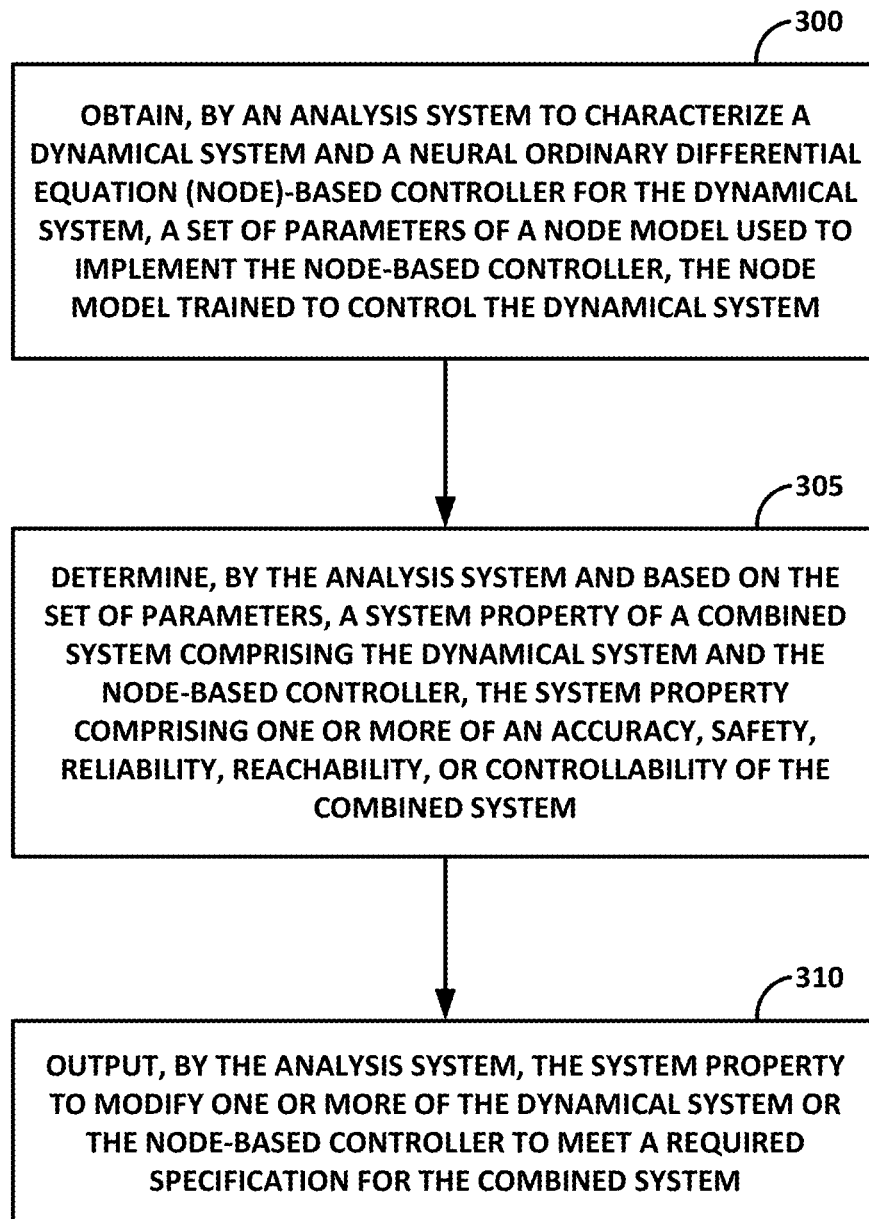 300
OBTAIN, BY AN ANALYSIS SYSTEM TO CHARACTERIZE A
DYNAMICAL SYSTEM AND A NEURAL ORDINARY DIFFERENTIAL
EQUATION (NODE)-BASED CONTROLLER FOR THE DYNAMICAL
SYSTEM, A SET OF PARAMETERS OF A NODE MODEL USED TO
IMPLEMENT THE NODE-BASED CONTROLLER, THE NODE
MODEL TRAINED TO CONTROL THE DYNAMICAL SYSTEM
305
DETERMINE, BY THE ANALYSIS SYSTEM AND BASED ON THE
SET OF PARAMETERS, A SYSTEM PROPERTY OF A COMBINED
SYSTEM COMPRISING THE DYNAMICAL SYSTEM AND THE
NODE-BASED CONTROLLER, THE SYSTEM PROPERTY
COMPRISING ONE OR MORE OF AN ACCURACY, SAFETY,
RELIABILITY, REACHABILITY, OR CONTROLLABILITY OF THE
COMBINED SYSTEM
310
OUTPUT, BY THE ANALYSIS SYSTEM, THE SYSTEM PROPERTY
TO MODIFY ONE OR MORE OF THE DYNAMICAL SYSTEM OR
THE NODE-BASED CONTROLLER TO MEET A REQUIRED
SPECIFICATION FOR THE COMBINED SYSTEM